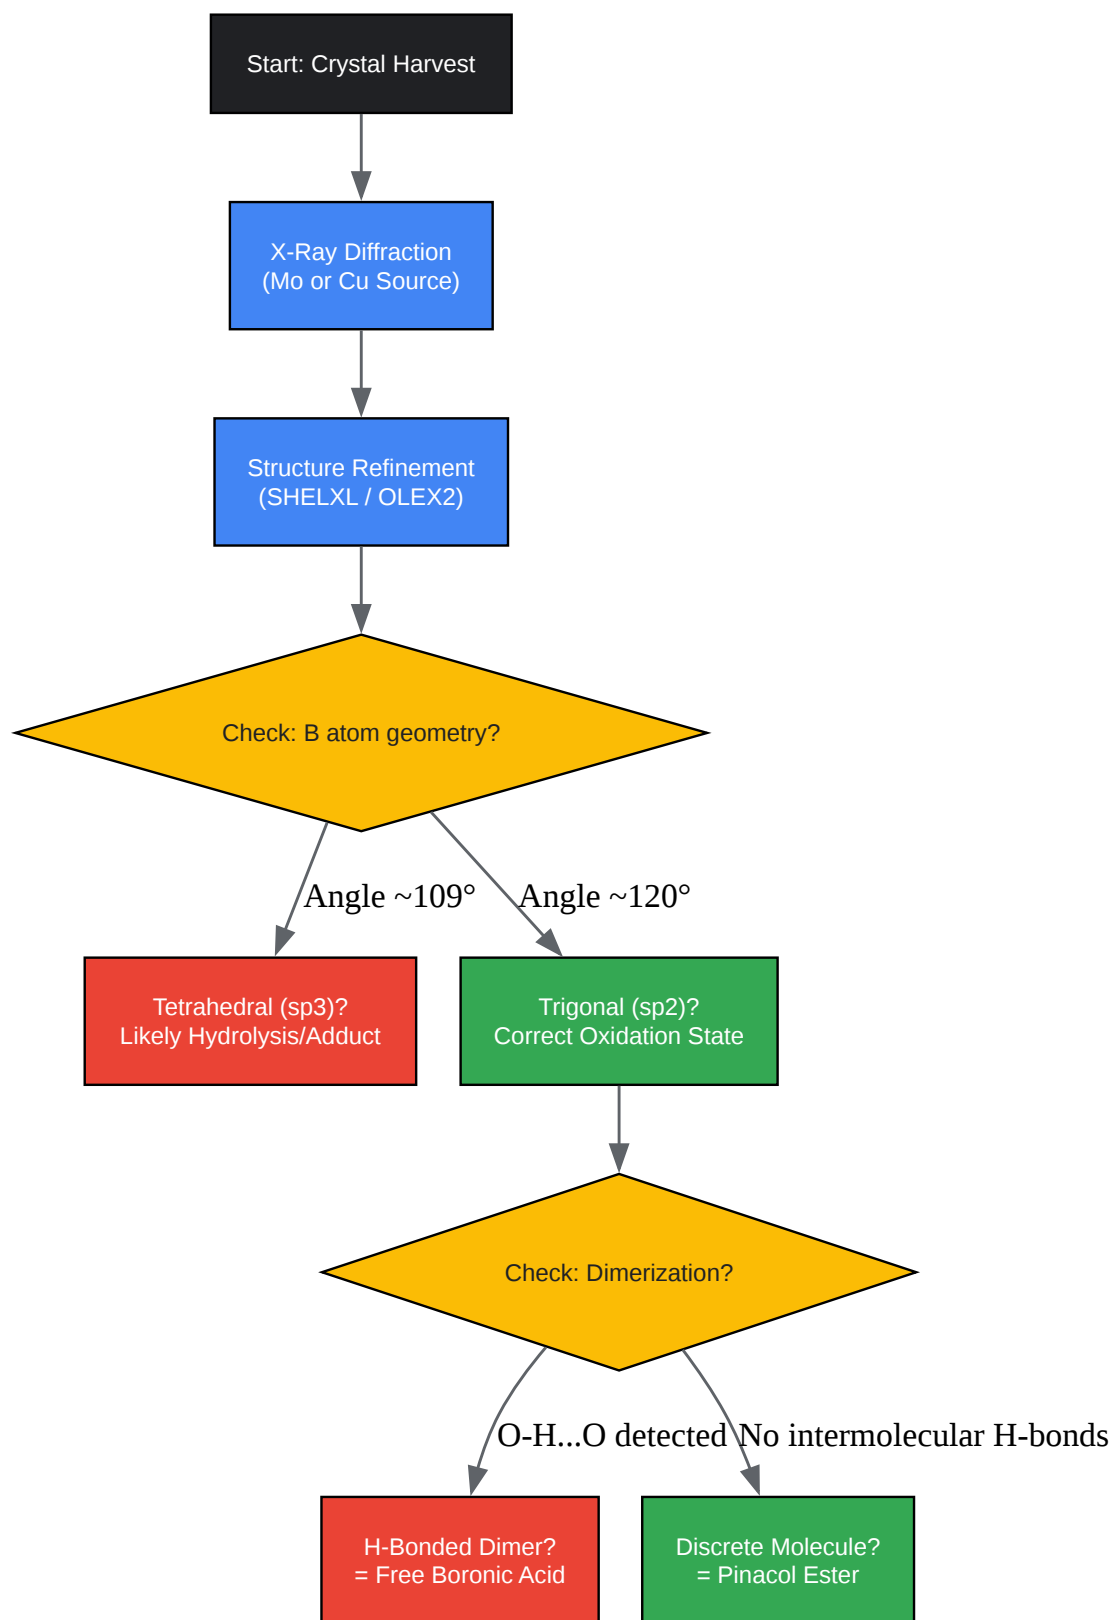 Start: Crystal Harvest
X-Ray Diffraction
(Mo or Cu Source)
Structure Refinement
(SHELXL / OLEX2)
Check: B atom geometry?
Angle ~109°
Angle ~120°
Tetrahedral (sp3)?
Likely Hydrolysis/Adduct
Trigonal (sp2)?
Correct Oxidation State
Check: Dimerization?
O-H...O detected
No intermolecular H-bonds
H-Bonded Dimer?
= Free Boronic Acid
Discrete Molecule?
= Pinacol Ester